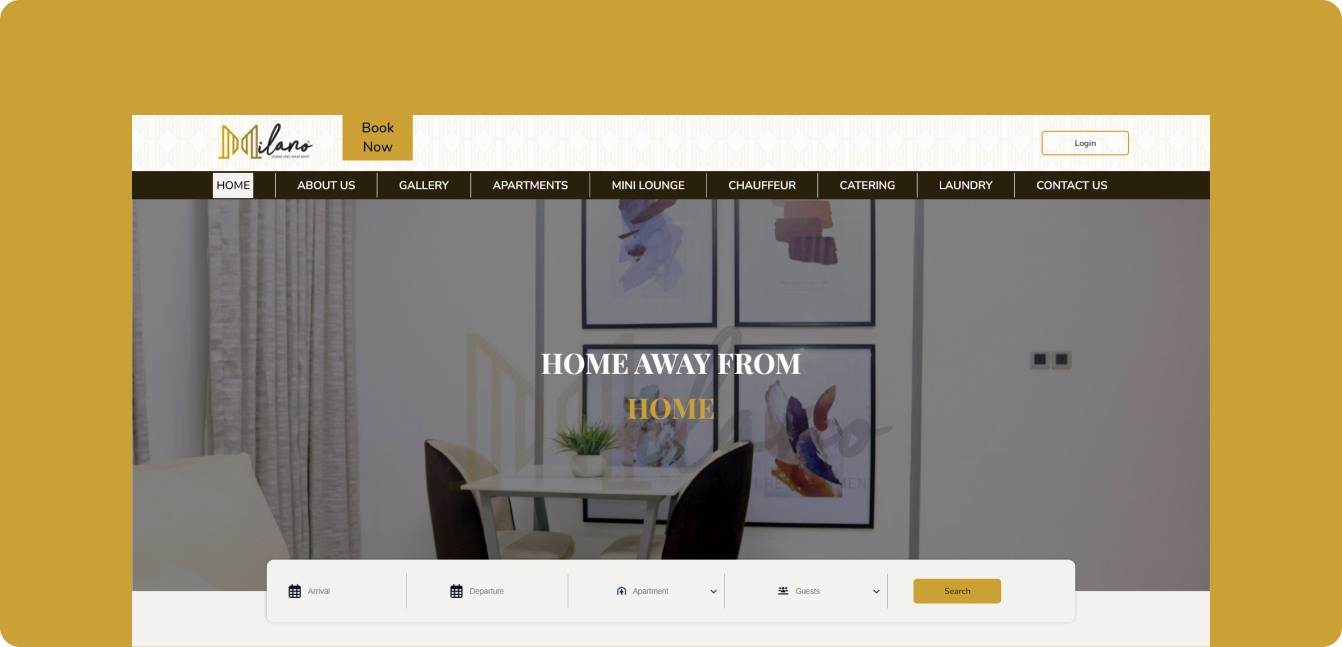 Milano
Book
Now
Login
HOME
ABOUT US
GALLERY
APARTMENTS
MINI LOUNGE
CHAUFFEUR
CATERING
LAUNDRY
CONTACT US
HOME AWAY FROM
HOME
Arrival
Departure
Apartment
Guests
Search